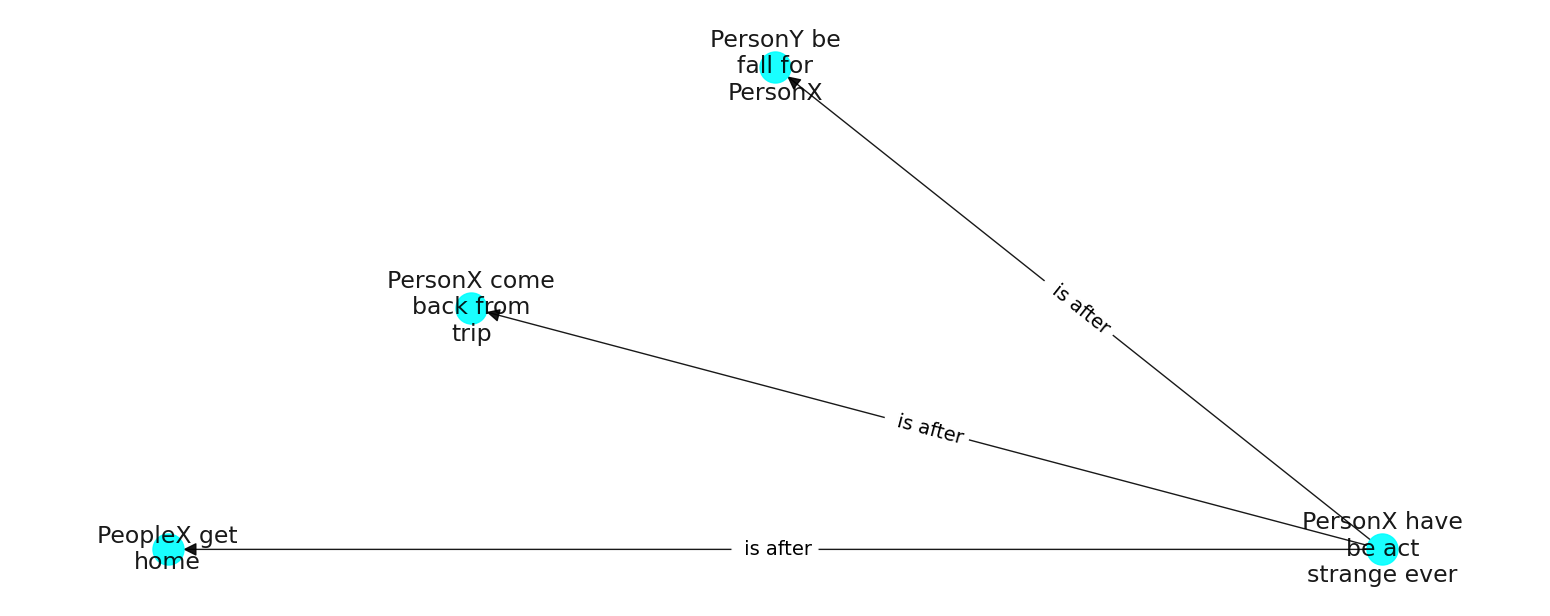 PersonY be
fall for
PersonX
is after
PersonX come
back from
trip
is after
PersonX have
be act
strange ever
PeopleX get
home
is after